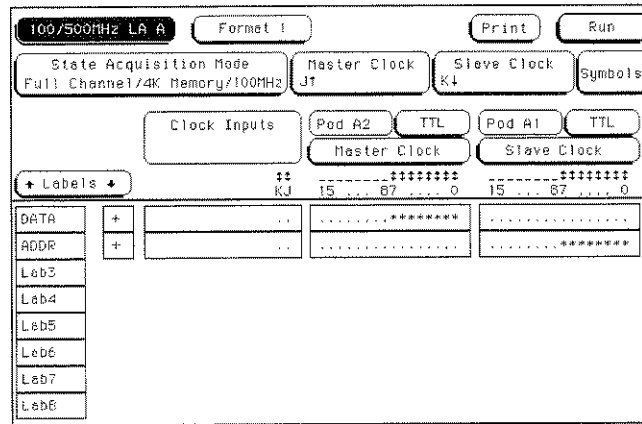 100/500MHz LA A Format 1 Print Run
State Acquisition Mode Master Clock Slave Clock Symbols
Full Channel/4K Memory/100MHz J↑ K↓
Clock Inputs Pod A2 TTL Pod A1 TTL
Master Clock Slave Clock
↑ Labels ↓ ↕↕ ________↕↕↕↕↕↕↕↕ ________↕↕↕↕↕↕↕↕
KJ 15 ... 87 .... 0 15 ... 87 .... 0
DATA + .. ........******** ................
ADDR + .. ................ ........********
Lab3
Lab4
Lab5
Lab6
Lab7
Lab8